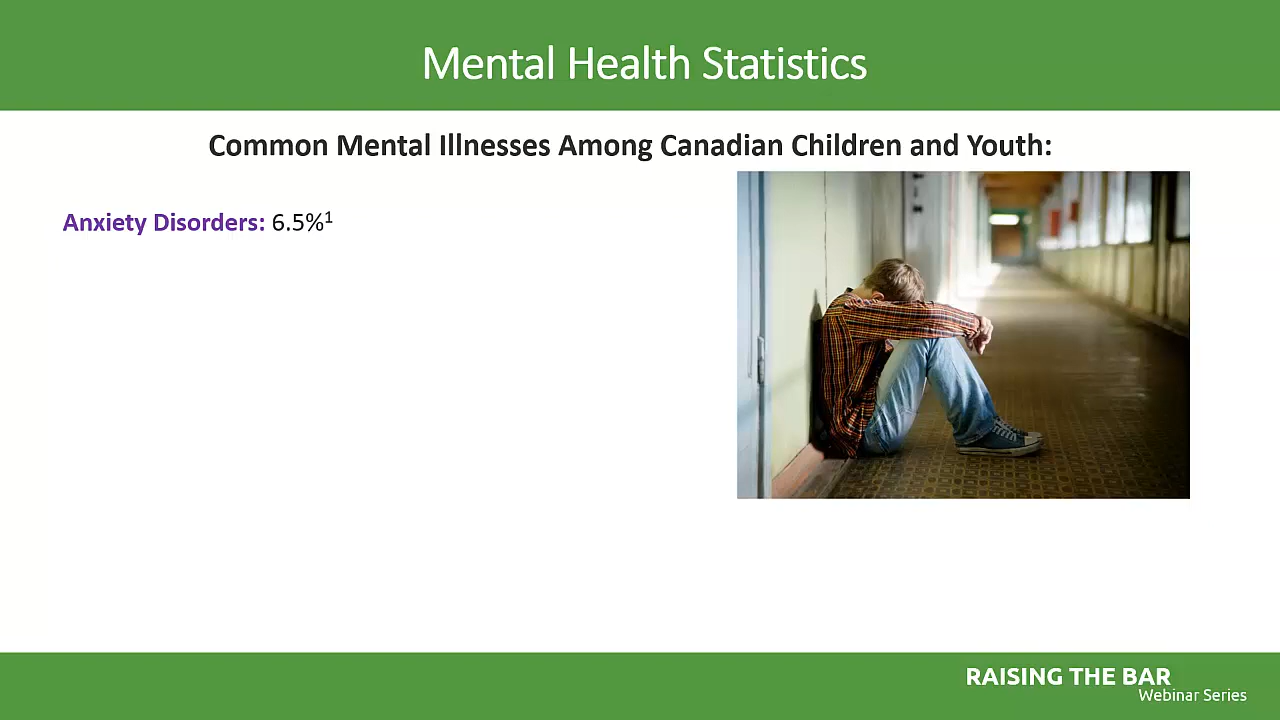 Mental Health Statistics
Common Mental Illnesses Among Canadian Children and Youth:
Anxiety Disorders: 6.5%¹
RAISING THE BAR
Webinar Series